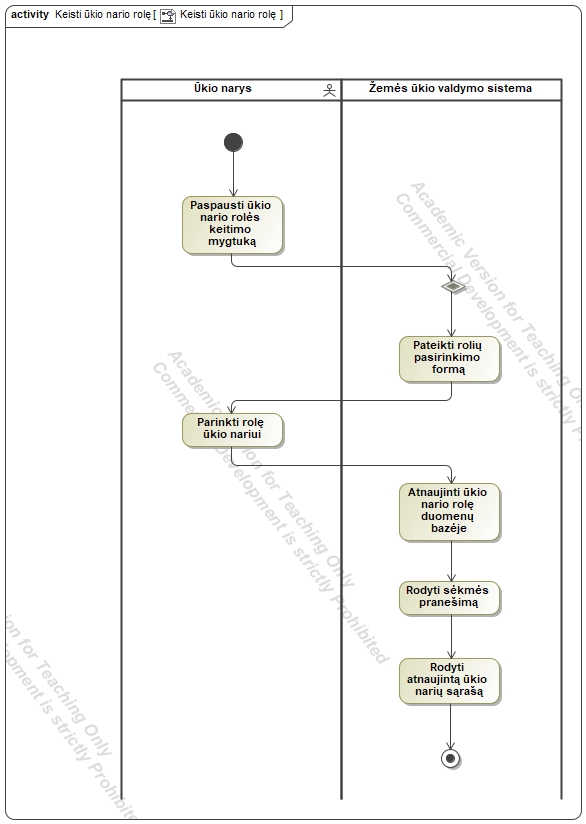 activity Keisti ūkio nario rolę [ Keisti ūkio nario rolę ]
Ūkio narys
Žemės ūkio valdymo sistema
Paspausti ūkio
nario rolės
keitimo
mygtuką
Pateikti rolių
pasirinkimo
formą
Parinkti rolę
ūkio nariui
Atnaujinti ūkio
nario rolę
duomenų
bazėje
Rodyti sėkmės
pranešimą
Rodyti
atnaujintą ūkio
narių sąrašą
Academic Version for Teaching Only
Commercial Development is strictly P
Academic Version for Teaching Only
Commercial Development is strictly Prohibited
ion for Teaching Only
opment is strictly Prohibite